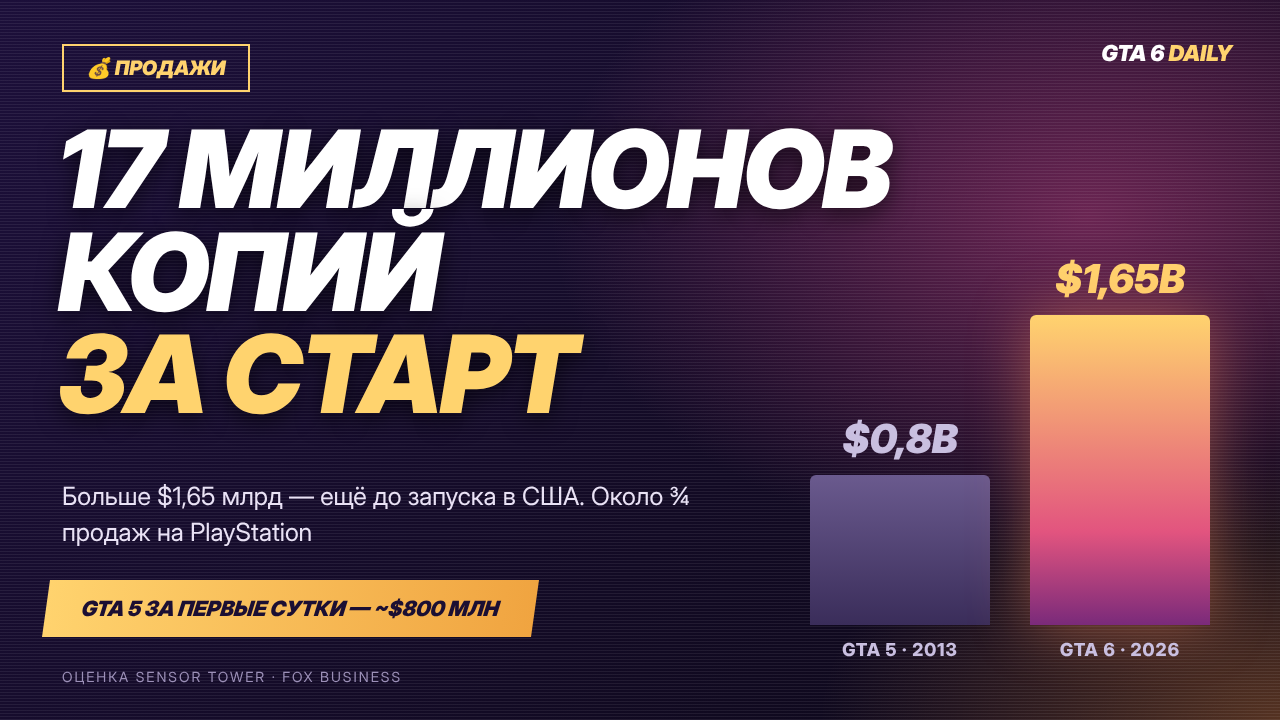 💰 ПРОДАЖИ
GTA 6 DAILY
17 МИЛЛИОНОВ
КОПИЙ
ЗА СТАРТ
$1,65B
$0,8B
Больше $1,65 млрд — ещё до запуска в США. Около ¾
продаж на PlayStation
GTA 5 ЗА ПЕРВЫЕ СУТКИ — ~$800 МЛН
GTA 5 · 2013
GTA 6 · 2026
ОЦЕНКА SENSOR TOWER · FOX BUSINESS